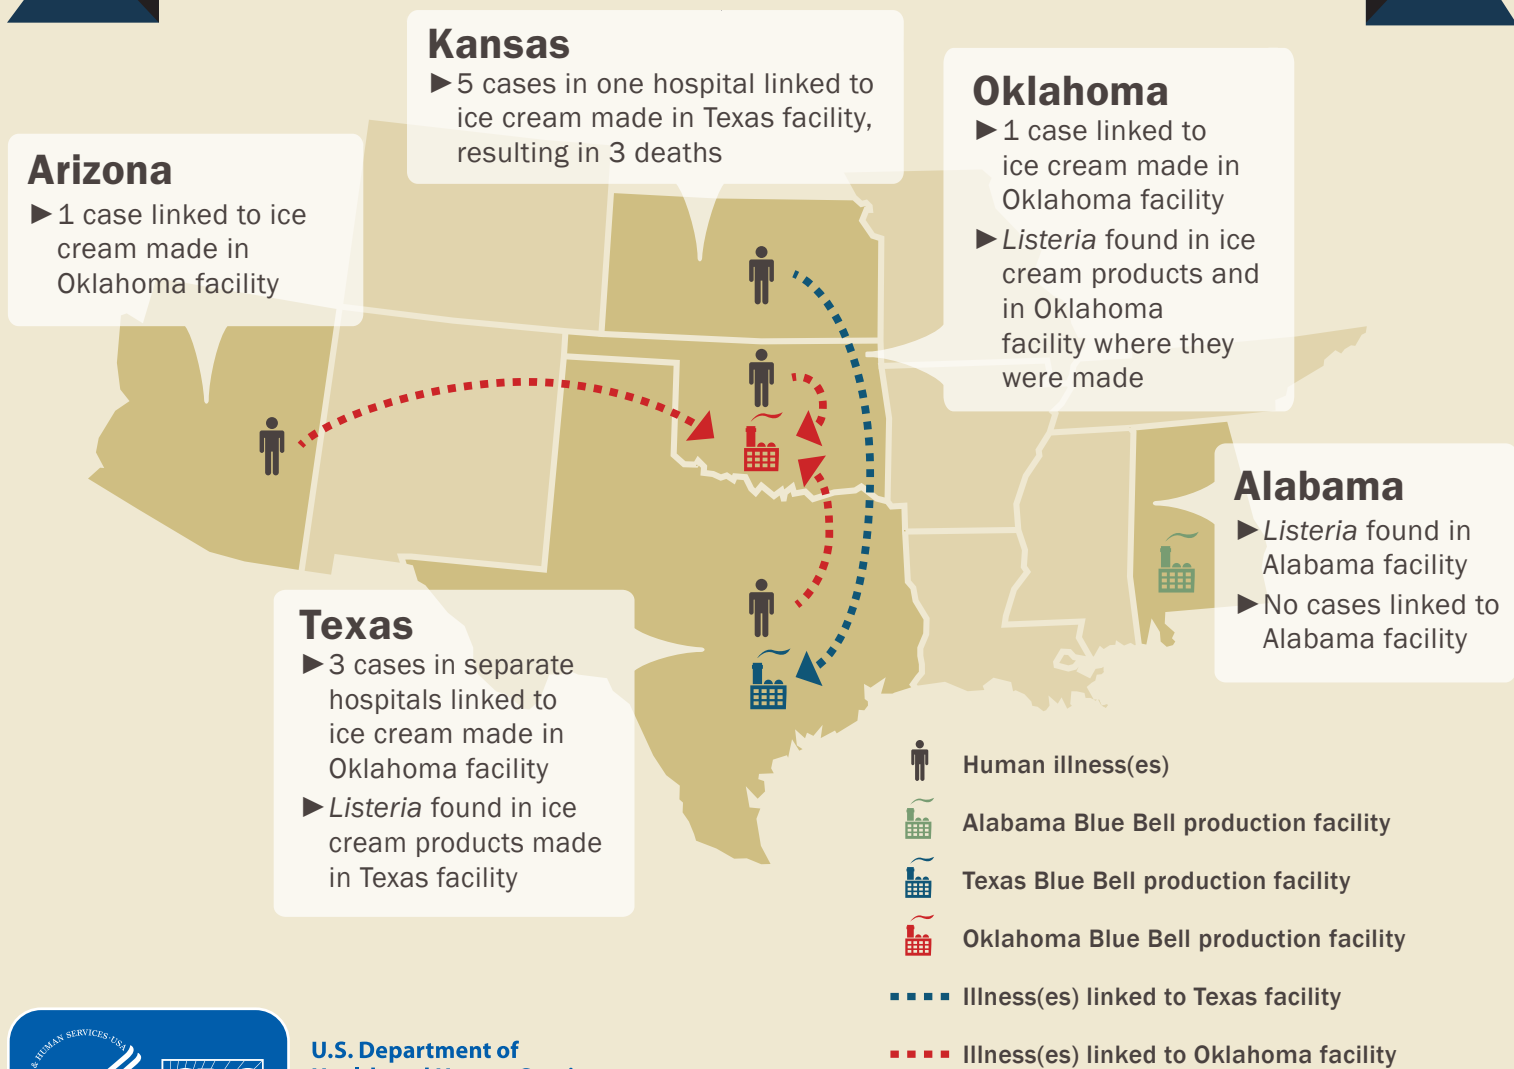 Kansas
►5 cases in one hospital linked to
ice cream made in Texas facility,
resulting in 3 deaths
Oklahoma
►1 case linked to
ice cream made in
Oklahoma facility
►Listeria found in ice
cream products and
in Oklahoma
facility where they
were made
Arizona
►1 case linked to ice
cream made in
Oklahoma facility
Alabama
►Listeria found in
Alabama facility
►No cases linked to
Alabama facility
Texas
►3 cases in separate
hospitals linked to
ice cream made in
Oklahoma facility
►Listeria found in ice
cream products made
in Texas facility
Human illness(es)
Alabama Blue Bell production facility
Texas Blue Bell production facility
Oklahoma Blue Bell production facility
Illness(es) linked to Texas facility
Illness(es) linked to Oklahoma facility
& HUMAN SERVICES·USA
U.S. Department of